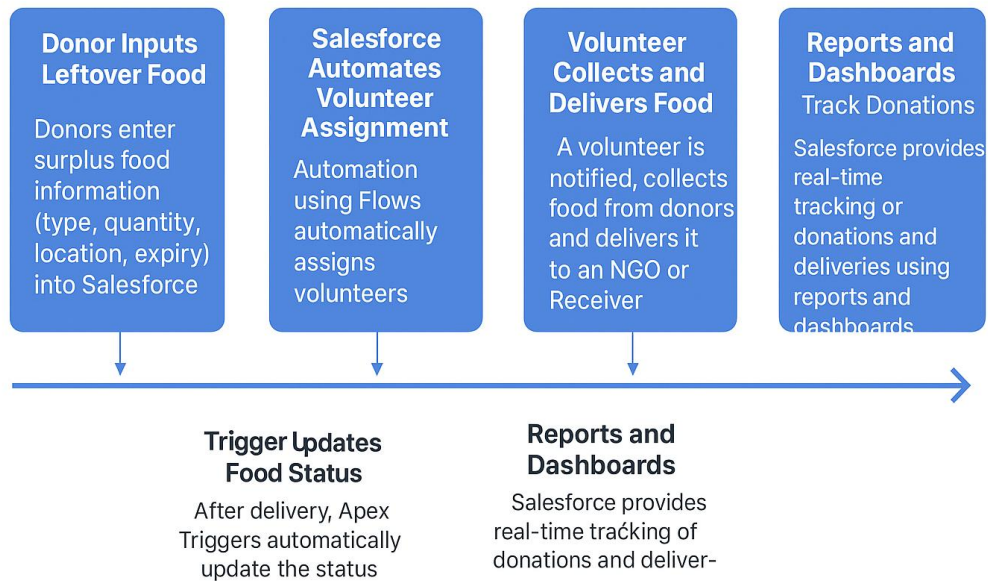 Donor Inputs
Leftover Food
Donors enter
surplus food
information
(type, quantity,
location, expiry)
into Salesforce
Salesforce
Automates
Volunteer
Assignment
Automation
using Flows
automatically
assigns
volunteers
Volunteer
Collects and
Delivers Food
A volunteer is
notified, collects
food from donors
and delivers it
to an NGO or
Receiver
Reports and
Dashboards
Track Donations
Salesforce provides
real-time
tracking or
donations and
deliveries using
reports and
dashboards
Trigger Updates
Food Status
After delivery, Apex
Triggers automatically
update the status
Reports and
Dashboards
Salesforce provides
real-time tracking of
donations and deliver-